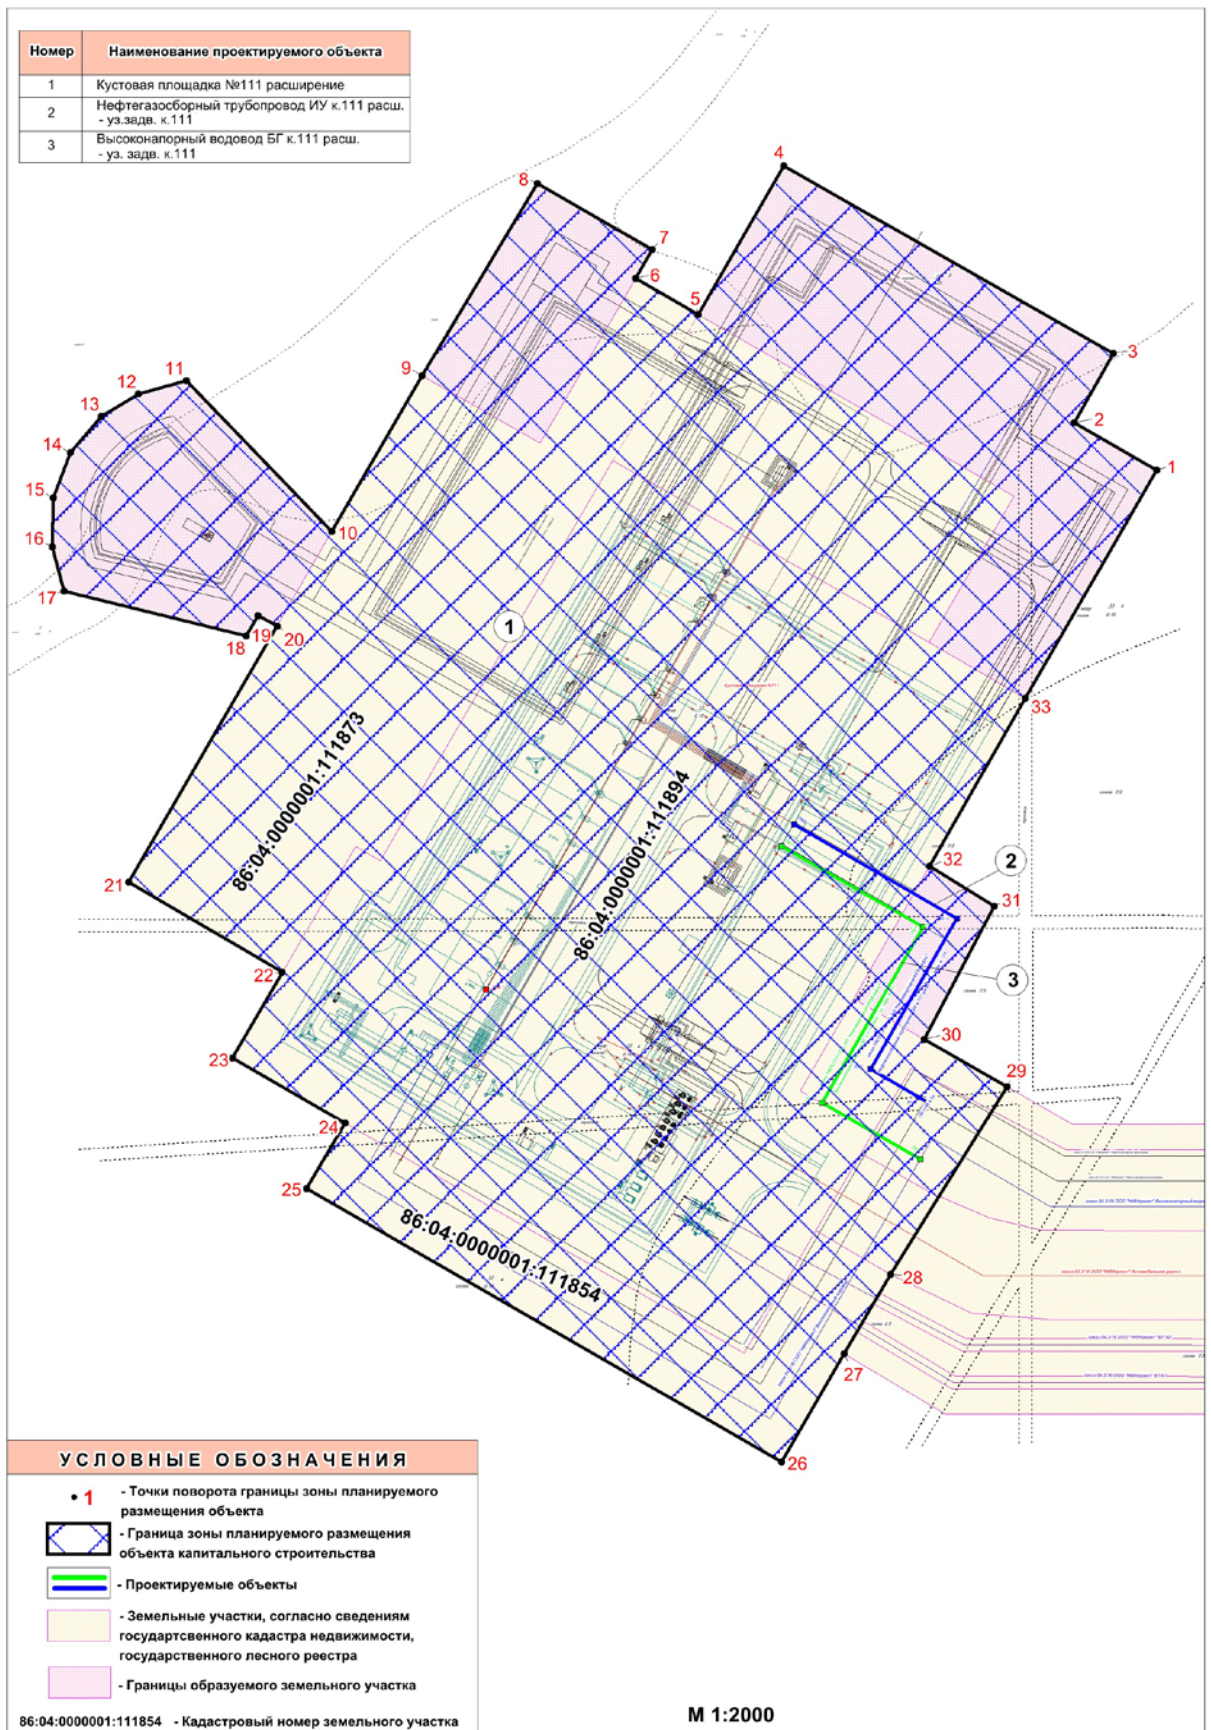 Номер Наименование проектируемого объекта
1 Кустовая площадка №111 расширение
2 Нефтегазосборный трубопровод ИУ к.111 расш.
- уз.задв. к.111
3 Высоконапорный водовод БГ к.111 расш.
- уз. задв. к.111
4
8
7
6
5
3
9
11
12
2
13
14
1
15
10
16
17
1
19
20
18
33
86:04:0000001:111873
86:04:0000001:111894
32
2
21
31
22
3
30
23
29
24
25
86:04:0000001:111854
28
27
26
УСЛОВНЫЕ ОБОЗНАЧЕНИЯ
1 - Точки поворота границы зоны планируемого
размещения объекта
- Граница зоны планируемого размещения
объекта капитального строительства
- Проектируемые объекты
- Земельные участки, согласно сведениям
государтсвенного кадастра недвижимости,
государственного лесного реестра
- Границы образуемого земельного участка
86:04:0000001:111854 - Кадастровый номер земельного участка
М 1:2000